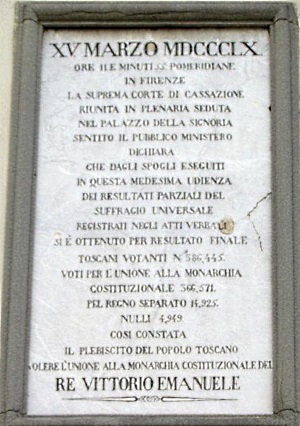 XV MARZO MDCCCLX
ORE 11 E MINUTI 52 POMERIDIANE
IN FIRENZE
LA SUPREMA CORTE DI CASSAZIONE
RIUNITA IN PLENARIA SEDUTA
NEL PALAZZO DELLA SIGNORIA
SENTITO IL PUBBLICO MINISTERO
DICHIARA
CHE DAGLI SPOGLI ESEGUITI
IN QUESTA MEDESIMA UDIENZA
DEI RESULTATI PARZIALI DEL
SUFFRAGIO UNIVERSALE
REGISTRATI NEGLI ATTI VERBALI
SI È OTTENUTO PER RESULTATO FINALE
TOSCANI VOTANTI N° 386,445.
VOTI PER L'UNIONE ALLA MONARCHIA
COSTITUZIONALE 366,571.
PEL REGNO SEPARATO 14,925.
NULLI 4,949.
COSI CONSTATA
IL PLEBISCITO DEL POPOLO TOSCANO
VOLERE L'UNIONE ALLA MONARCHIA COSTITUZIONALE DEL
RE VITTORIO EMANUELE